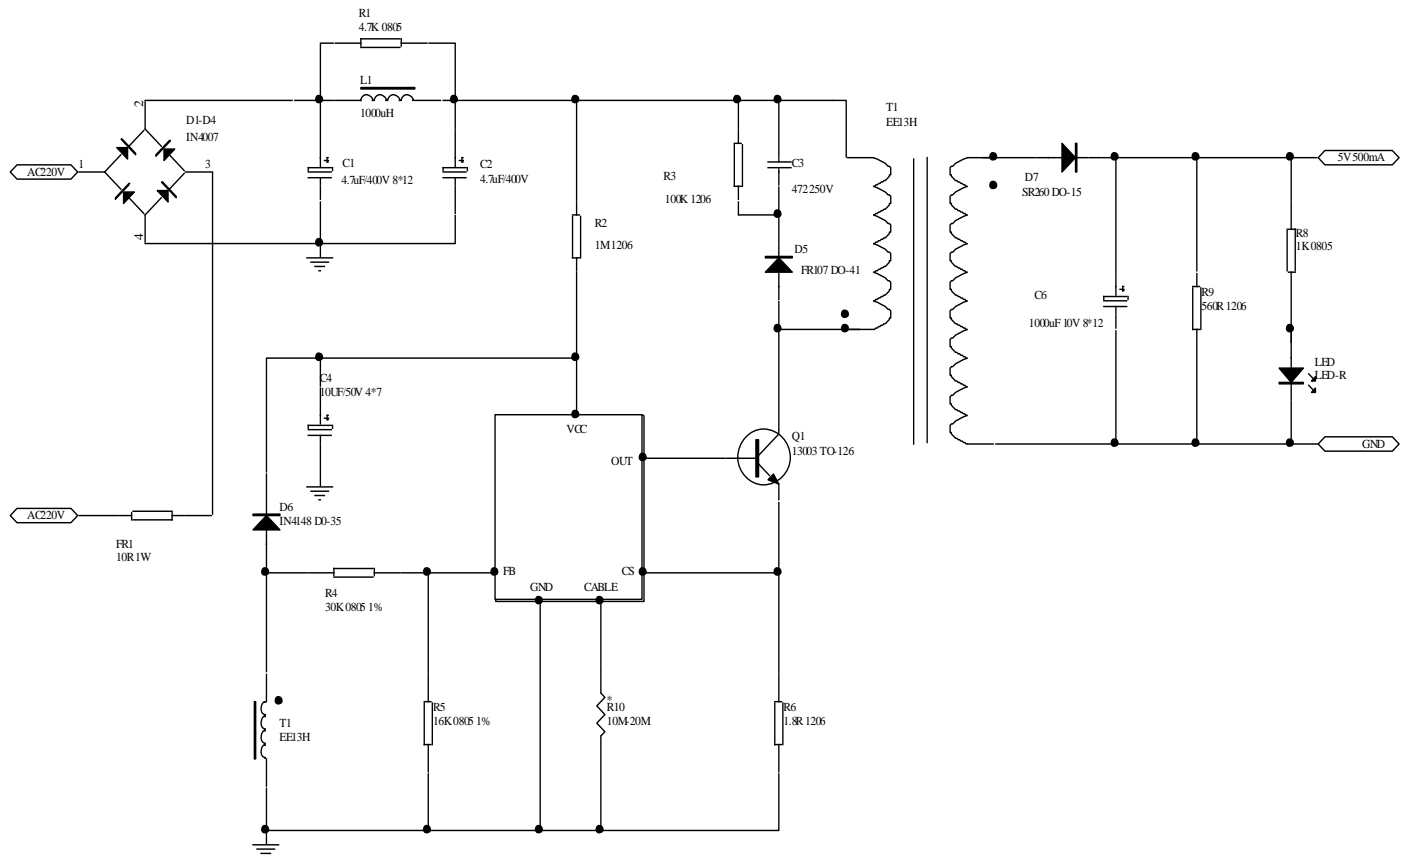 R1
4.7K 0805
L1
1000uH
2
D1-D4
IN4007
AC220V
1
3
4
C1
4.7uF/400V 8*12
C2
4.7uF/400V
R2
1M 1206
R3
100K 1206
C3
472 250V
D5
FR107 DO-41
T1
EE13H
D7
SR260 DO-15
5V500mA
R8
1K 0805
C6
1000uF 10V 8*12
R9
560R 1206
LED
LED-R
GND
C4
10UF/50V 4*7
VCC
OUT
Q1
13003 TO-126
AC220V
FR1
10R 1W
D6
IN4148 D0-35
FB
CS
GND
CABLE
R4
30K 0805 1%
T1
EE13H
R5
16K 0805 1%
*
R10
10M-20M
R6
1.8R 1206